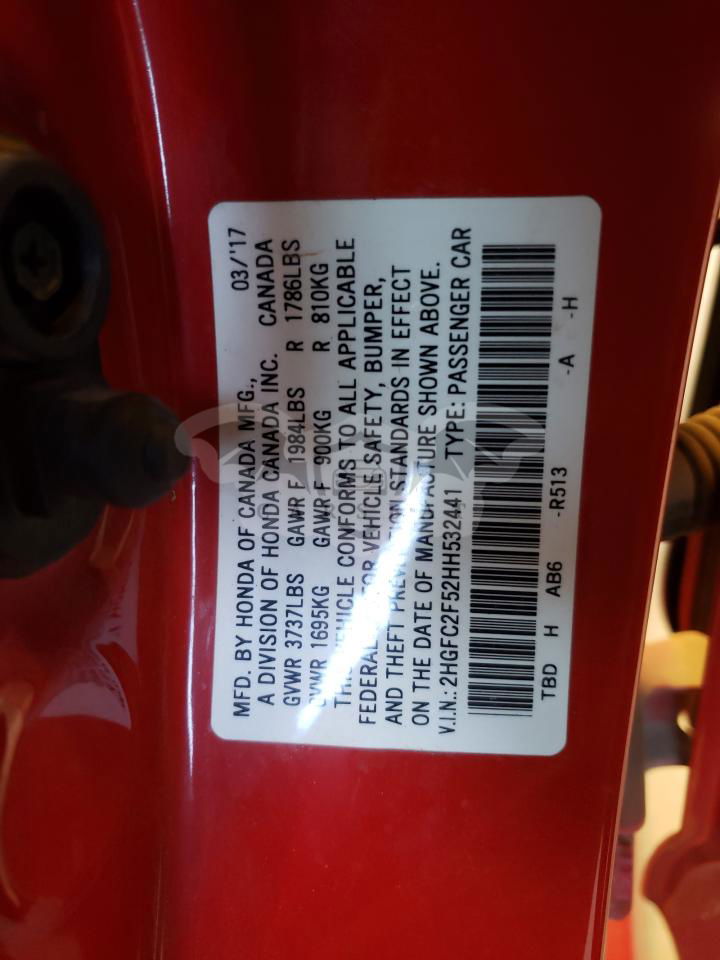 MFD. BY HONDA OF CANADA MFG., 03/'17
A DIVISION OF HONDA CANADA INC. CANADA
GVWR 3737LBS GAWR F 1984LBS R 1786LBS
GVWR 1695KG GAWR F 900KG R 810KG
THIS VEHICLE CONFORMS TO ALL APPLICABLE
FEDERAL MOTOR VEHICLE SAFETY, BUMPER,
AND THEFT PREVENTION STANDARDS IN EFFECT
ON THE DATE OF MANUFACTURE SHOWN ABOVE.
V.I.N.: 2HGFC2F52HH532441 TYPE: PASSENGER CAR
TBD H AB6 -R513 -A -H